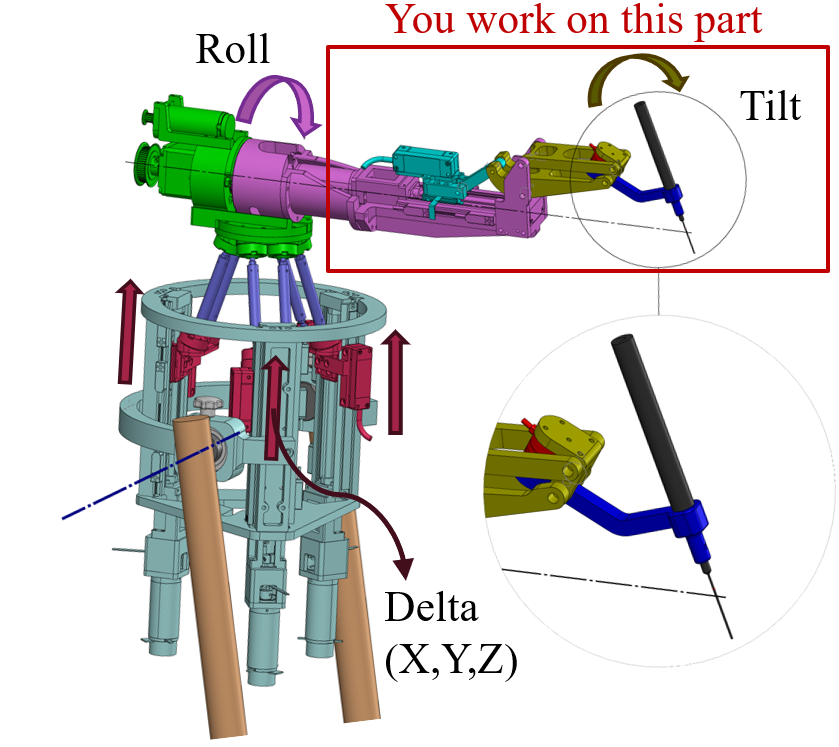 You work on this part
Roll
Tilt
Delta
(X,Y,Z)